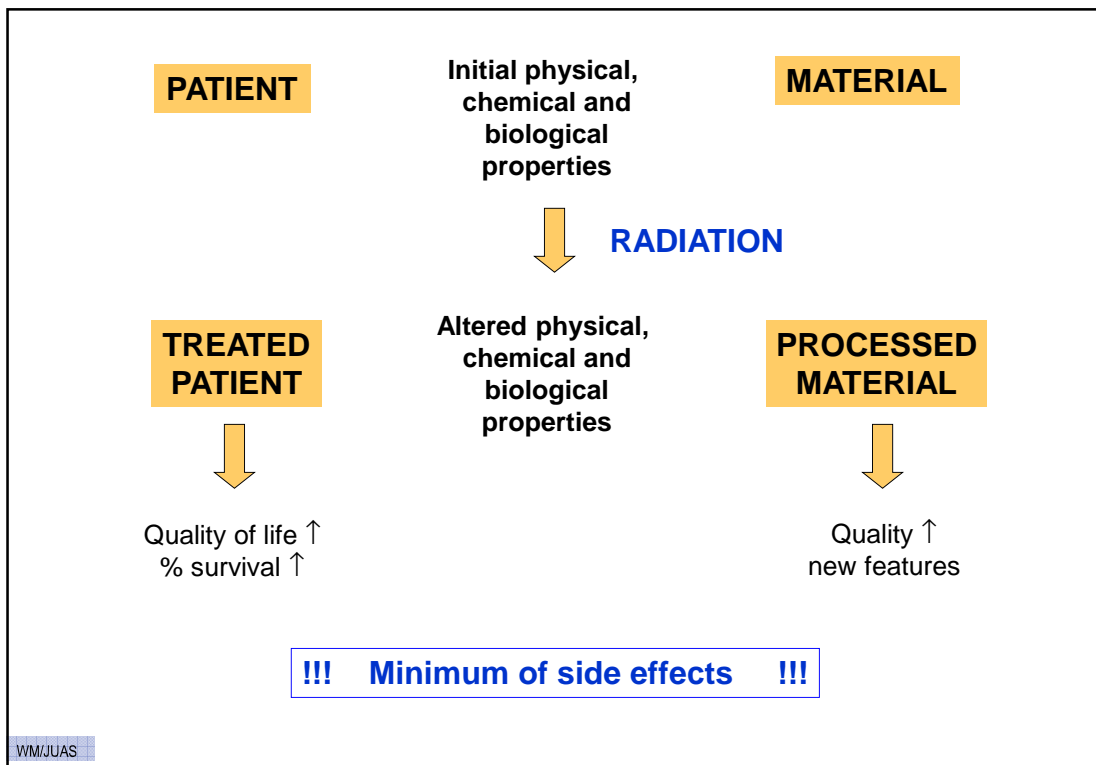 PATIENT
Initial physical,
chemical and
biological
properties
MATERIAL
RADIATION
TREATED
PATIENT
Altered physical,
chemical and
biological
properties
PROCESSED
MATERIAL
Quality of life ↑
% survival ↑
Quality ↑
new features
!!! Minimum of side effects !!!
WM/JUAS